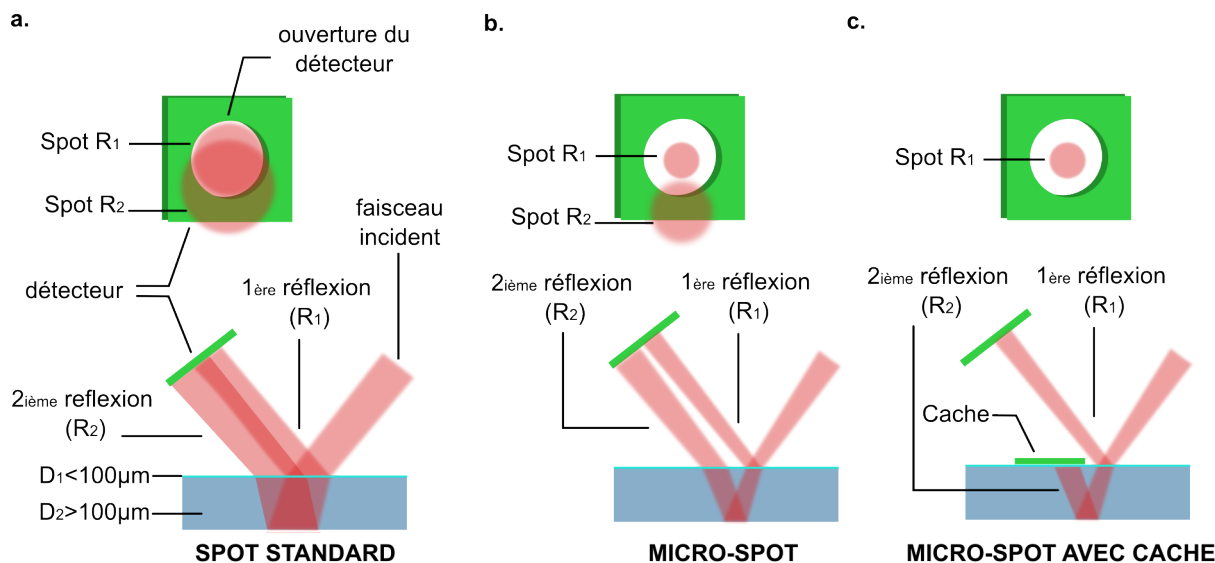 a.
ouverture du
détecteur
Spot R1
Spot R2
faisceau
incident
détecteur
1ère réflexion
(R1)
2ième reflexion
(R2)
D1<100µm
D2>100µm
SPOT STANDARD
b.
Spot R1
Spot R2
2ième réflexion
(R2)
1ère réflexion
(R1)
MICRO-SPOT
c.
Spot R1
2ième réflexion
(R2)
1ère réflexion
(R1)
Cache
MICRO-SPOT AVEC CACHE